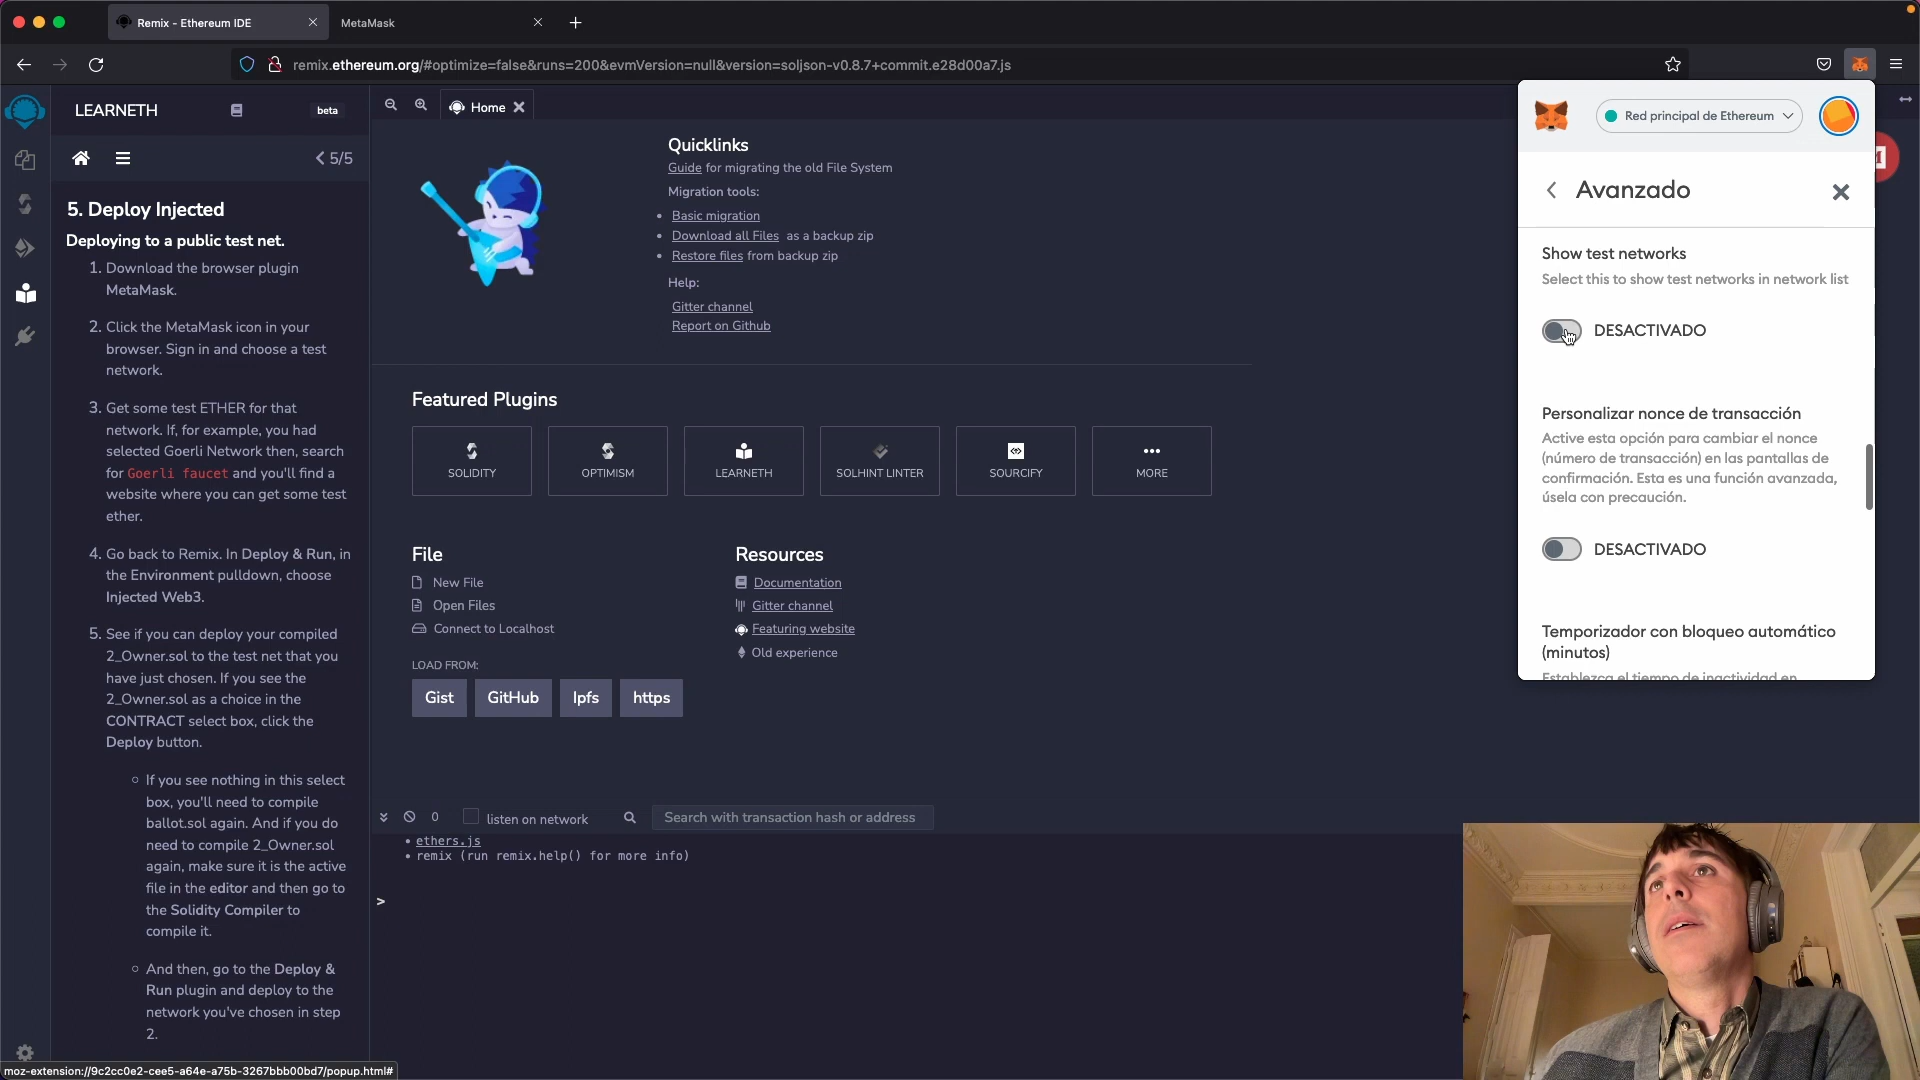 Remix - Ethereum IDE
MetaMask
remix.ethereum.org/#optimize=false&runs=200&evmVersion=null&version=soljson-v0.8.7+commit.e28d00a7.js
LEARNETH
beta
5/5
5. Deploy Injected
Deploying to a public test net.
1. Download the browser plugin
MetaMask.
2. Click the MetaMask icon in your
browser. Sign in and choose a test
network.
3. Get some test ETHER for that
network. If, for example, you had
selected Goerli Network then, search
for Goerli faucet and you'll find a
website where you can get some test
ether.
4. Go back to Remix. In Deploy & Run, in
the Environment pulldown, choose
Injected Web3.
5. See if you can deploy your compiled
2_Owner.sol to the test net that you
have just chosen. If you see the
2_Owner.sol as a choice in the
CONTRACT select box, click the
Deploy button.
If you see nothing in this select
box, you'll need to compile
ballot.sol again. And if you do
need to compile 2_Owner.sol
again, make sure it is the active
file in the editor and then go to
the Solidity Compiler to
compile it.
And then, go to the Deploy &
Run plugin and deploy to the
network you've chosen in step
2.
moz-extension://9c2cc0e2-cee5-a64e-a75b-3267bbb00bd7/popup.html#
Home
Quicklinks
Guide for migrating the old File System
Migration tools:
Basic migration
Download all Files as a backup zip
Restore files from backup zip
Help:
Gitter channel
Report on Github
Featured Plugins
SOLIDITY
OPTIMISM
LEARNETH
SOLHINT LINTER
SOURCIFY
MORE
File
New File
Open Files
Connect to Localhost
LOAD FROM:
Gist
GitHub
Ipfs
https
Resources
Documentation
Gitter channel
Featuring website
Old experience
0
listen on network
Search with transaction hash or address
ethers.js
remix (run remix.help() for more info)
>
Red principal de Ethereum
Avanzado
Show test networks
Select this to show test networks in network list
DESACTIVADO
Personalizar nonce de transacción
Active esta opción para cambiar el nonce
(número de transacción) en las pantallas de
confirmación. Esta es una función avanzada,
úsela con precaución.
DESACTIVADO
Temporizador con bloqueo automático
(minutos)
Establezca el tiempo de inactividad en